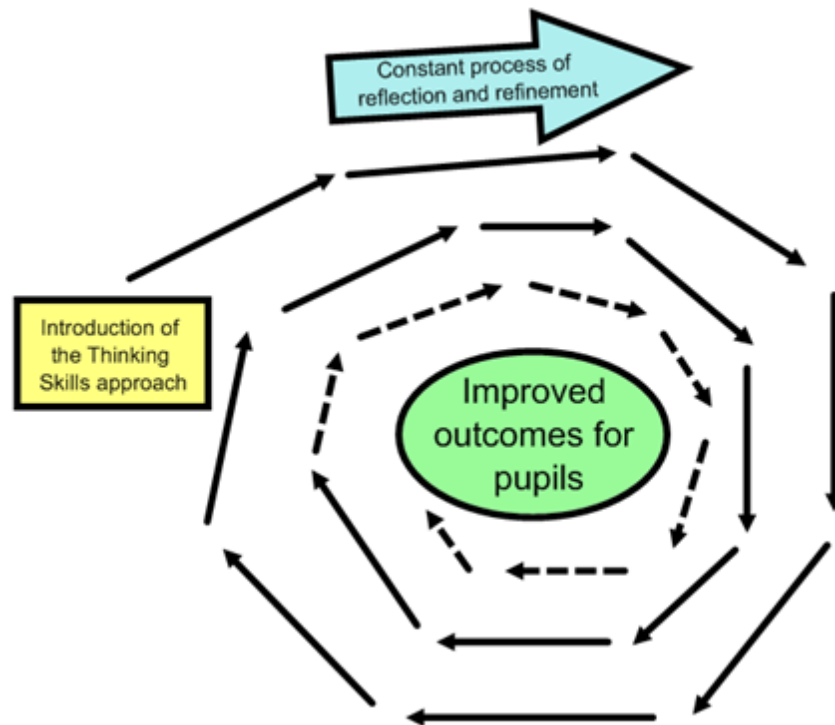 Constant process of
reflection and refinement
Introduction of
the Thinking
Skills approach
Improved
outcomes for
pupils